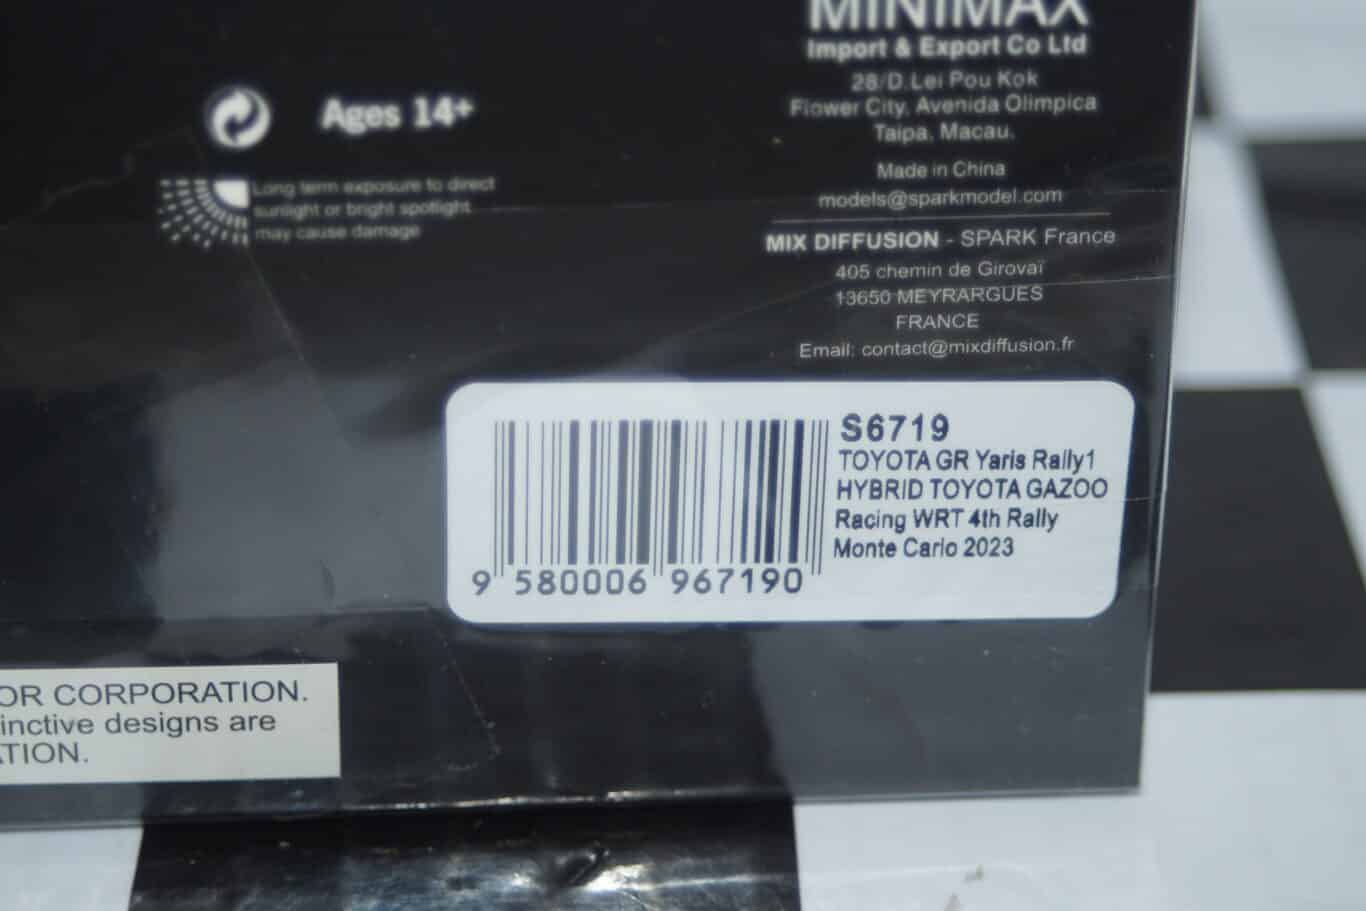 MINIMAX
Import & Export Co Ltd
28/D.Lei Pou Kok
Flower City, Avenida Olimpica
Taipa. Macau.
Made in China
models@sparkmodel.com
MIX DIFFUSION - SPARK France
405 chemin de Girovaï
13650 MEYRARGUES
FRANCE
Email: contact@mixdiffusion.fr
Ages 14+
Long term exposure to direct
sunlight or bright spotlight
may cause damage
S6719
TOYOTA GR Yaris Rally1
HYBRID TOYOTA GAZOO
Racing WRT 4th Rally
Monte Carlo 2023
9 580006 967190
OR CORPORATION.
inctive designs are
ATION.